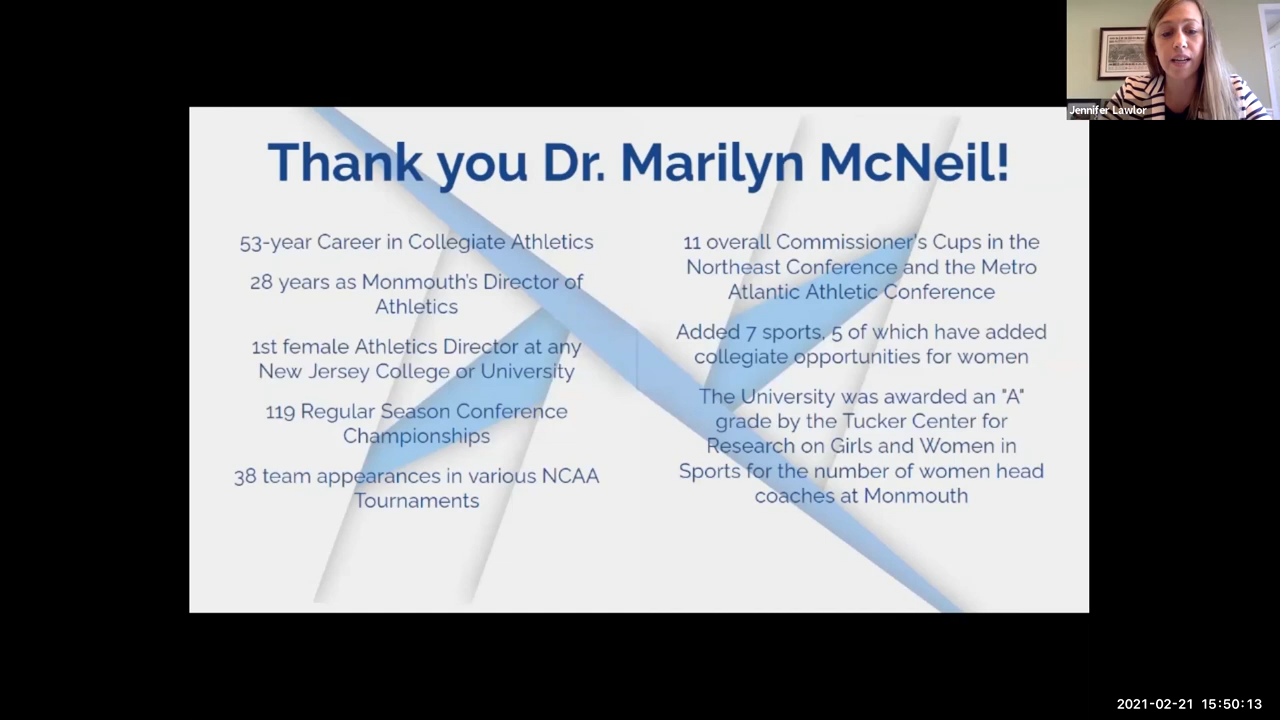 Jennifer Lawlor
Thank you Dr. Marilyn McNeil!
53-year Career in Collegiate Athletics
28 years as Monmouth's Director of
Athletics
1st female Athletics Director at any
New Jersey College or University
119 Regular Season Conference
Championships
38 team appearances in various NCAA
Tournaments
11 overall Commissioner's Cups in the
Northeast Conference and the Metro
Atlantic Athletic Conference
Added 7 sports, 5 of which have added
collegiate opportunities for women
The University was awarded an "A"
grade by the Tucker Center for
Research on Girls and Women in
Sports for the number of women head
coaches at Monmouth
2021-02-21 15:50:13